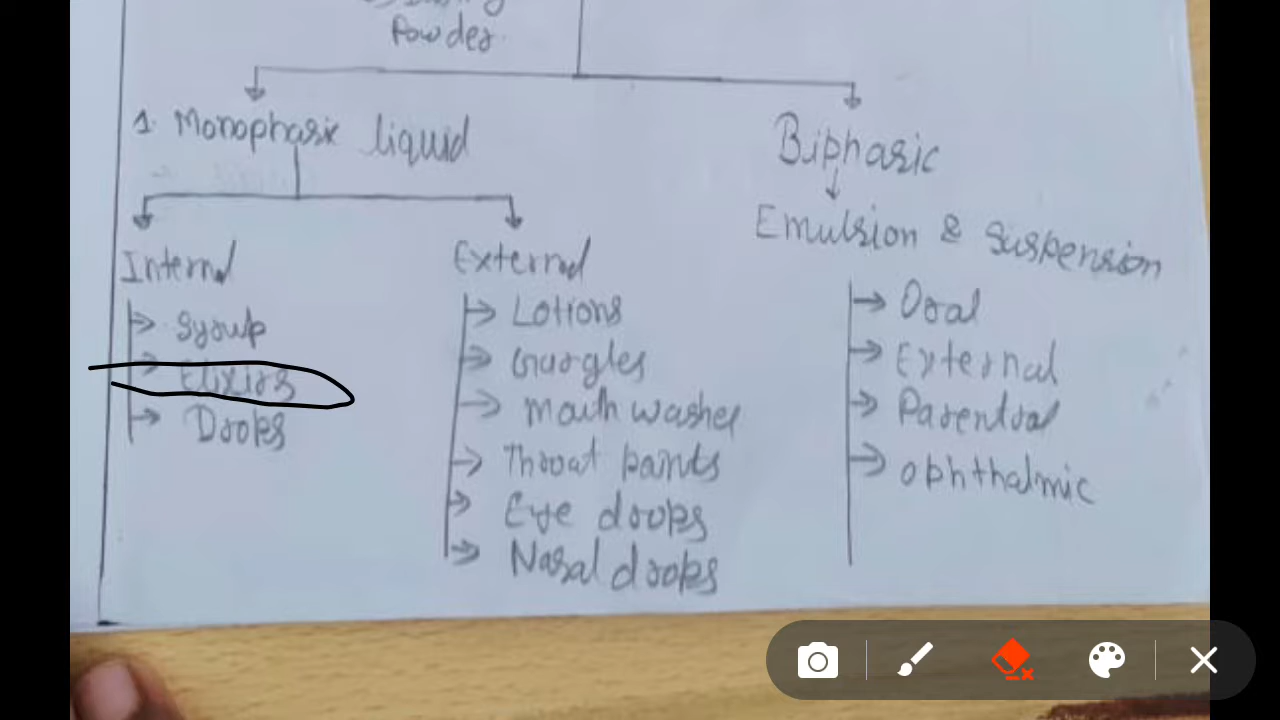 Powder
1. Monophasic liquid
Biphasic
Emulsion & Suspension
Internal
Syrup
Elixirs
Drops
External
Lotions
Gargles
Mouth washes
Throat paints
Eye drops
Nasal drops
Oral
External
Parentral
Ophthalmic